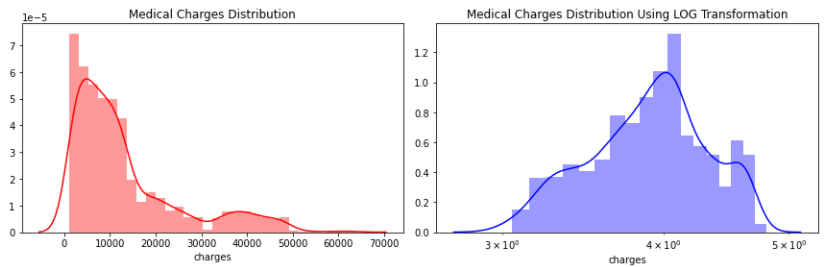 Medical Charges Distribution
1e−5
7
6
5
4
3
2
1
0
0 10000 20000 30000 40000 50000 60000 70000
charges
Medical Charges Distribution Using LOG Transformation
1.2
1.0
0.8
0.6
0.4
0.2
0.0
3 × 10⁰ 4 × 10⁰ 5 × 10⁰
charges